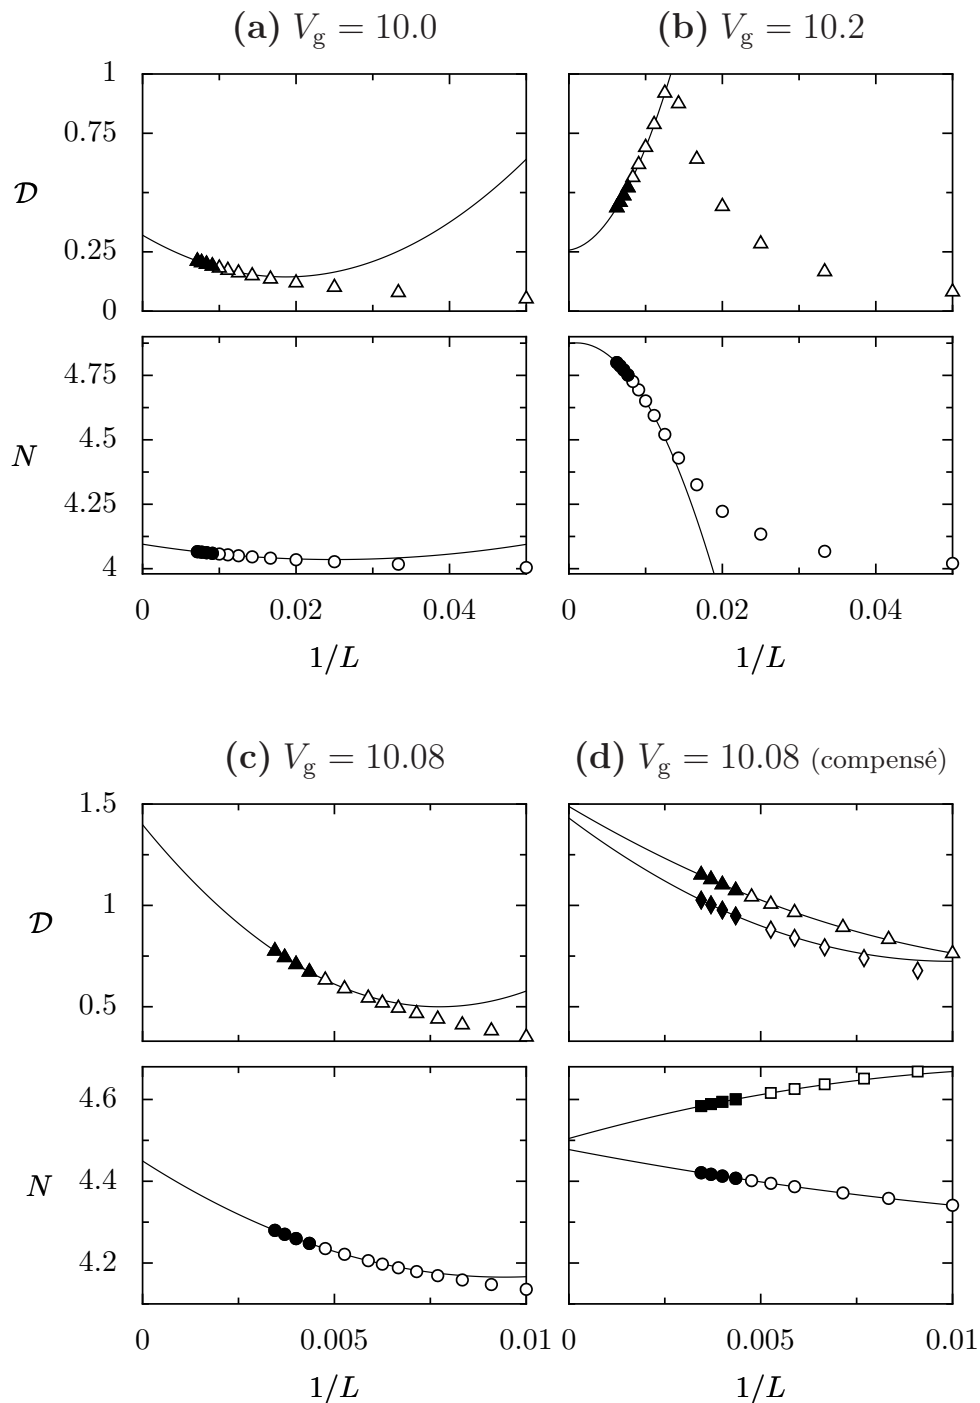 (a) V_g = 10.0
(b) V_g = 10.2
1
0.75
𝒟
0.25
0
4.75
4.5
N
4.25
4
0 0.02 0.04
0 0.02 0.04
1/L
1/L
(c) V_g = 10.08
(d) V_g = 10.08 (compensé)
1.5
1
𝒟
0.5
4.6
4.4
N
4.2
0 0.005 0.01
0.005 0.01
1/L
1/L